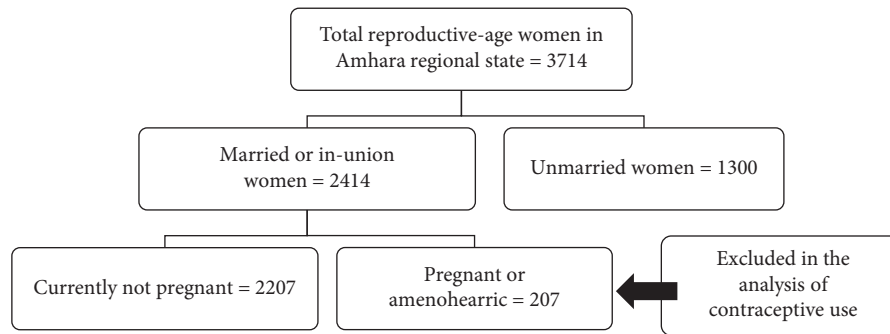 Total reproductive-age women in
Amhara regional state = 3714
Married or in-union
women = 2414
Unmarried women = 1300
Currently not pregnant = 2207
Pregnant or
amenohearric = 207
Excluded in the
analysis of
contraceptive use